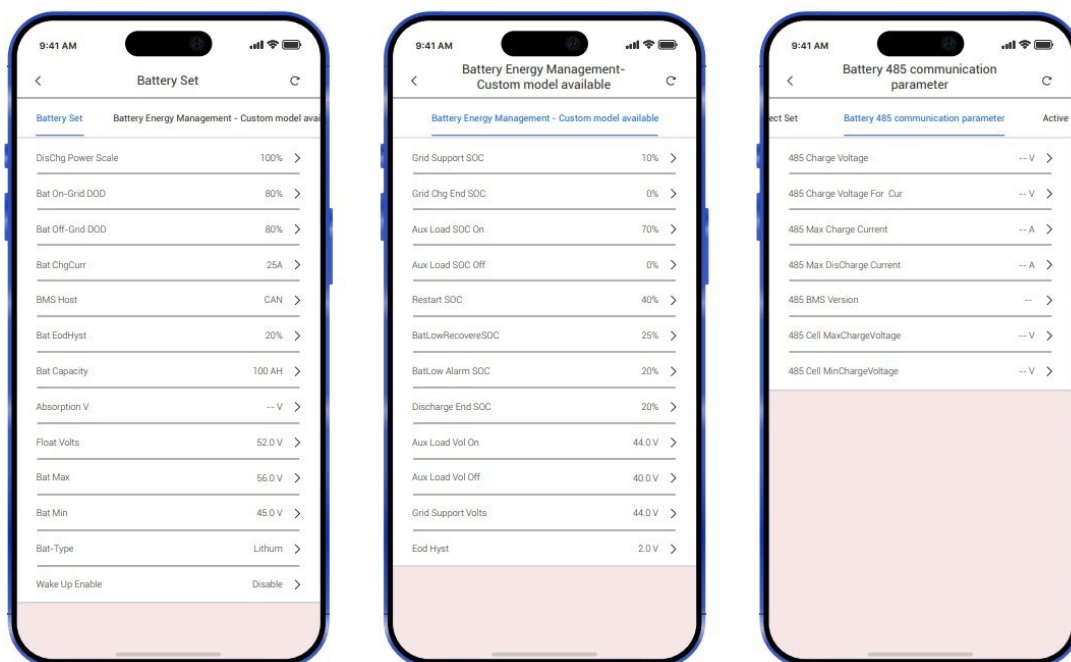 9:41 AM
Battery Set
Battery Set Battery Energy Management - Custom model avai
DisChg Power Scale 100%
Bat On-Grid DOD 80%
Bat Off-Grid DOD 80%
Bat ChgCurr 25A
BMS Host CAN
Bat EodHyst 20%
Bat Capacity 100 AH
Absorption V -- V
Float Volts 52.0 V
Bat Max 56.0 V
Bat Min 45.0 V
Bat-Type Lithum
Wake Up Enable Disable
9:41 AM
Battery Energy Management-
Custom model available
Battery Energy Management - Custom model available
Grid Support SOC 10%
Grid Chg End SOC 0%
Aux Load SOC On 70%
Aux Load SOC Off 0%
Restart SOC 40%
BatLowRecovereSOC 25%
BatLow Alarm SOC 20%
Discharge End SOC 20%
Aux Load Vol On 44.0 V
Aux Load Vol Off 40.0 V
Grid Support Volts 44.0 V
Eod Hyst 2.0 V
9:41 AM
Battery 485 communication
parameter
ect Set Battery 485 communication parameter Active
485 Charge Voltage -- V
485 Charge Voltage For Cur -- V
485 Max Charge Current -- A
485 Max DisCharge Current -- A
485 BMS Version --
485 Cell MaxChargeVoltage -- V
485 Cell MinChargeVoltage -- V